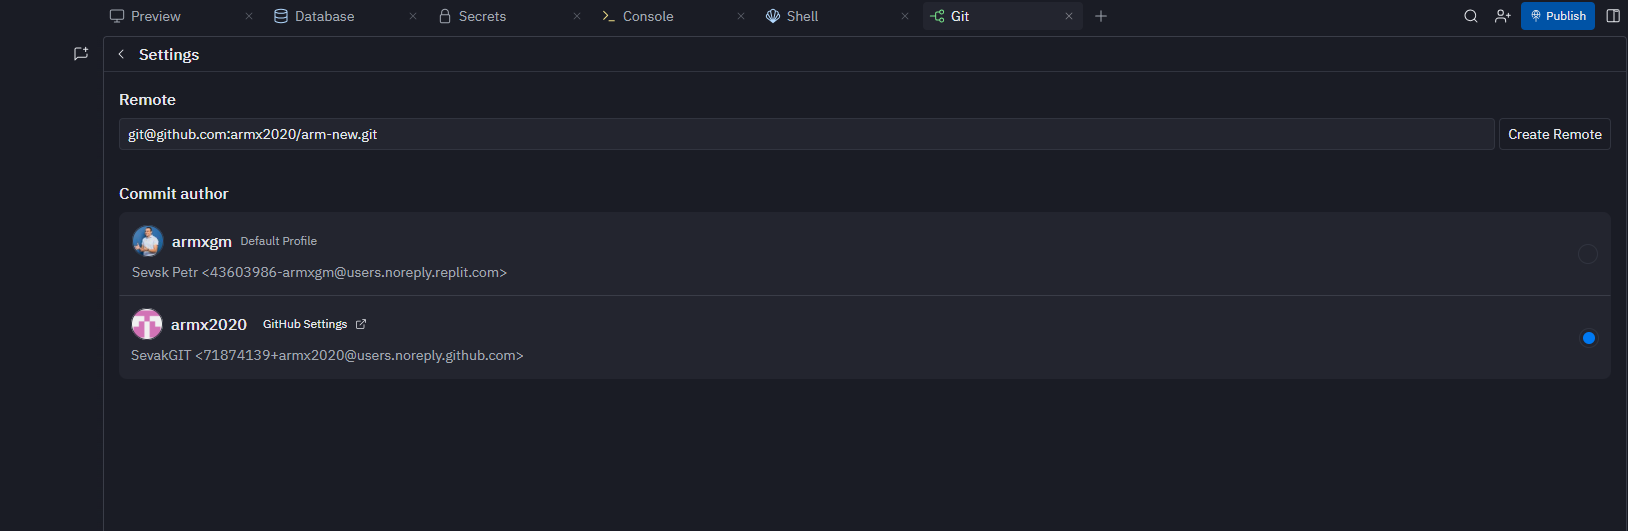 Preview Database Secrets Console Shell Git Publish
Settings
Remote
git@github.com:armx2020/arm-new.git Create Remote
Commit author
armxgm Default Profile
Sevsk Petr <43603986-armxgm@users.noreply.replit.com>
armx2020 GitHub Settings
SevakGIT <71874139+armx2020@users.noreply.github.com>